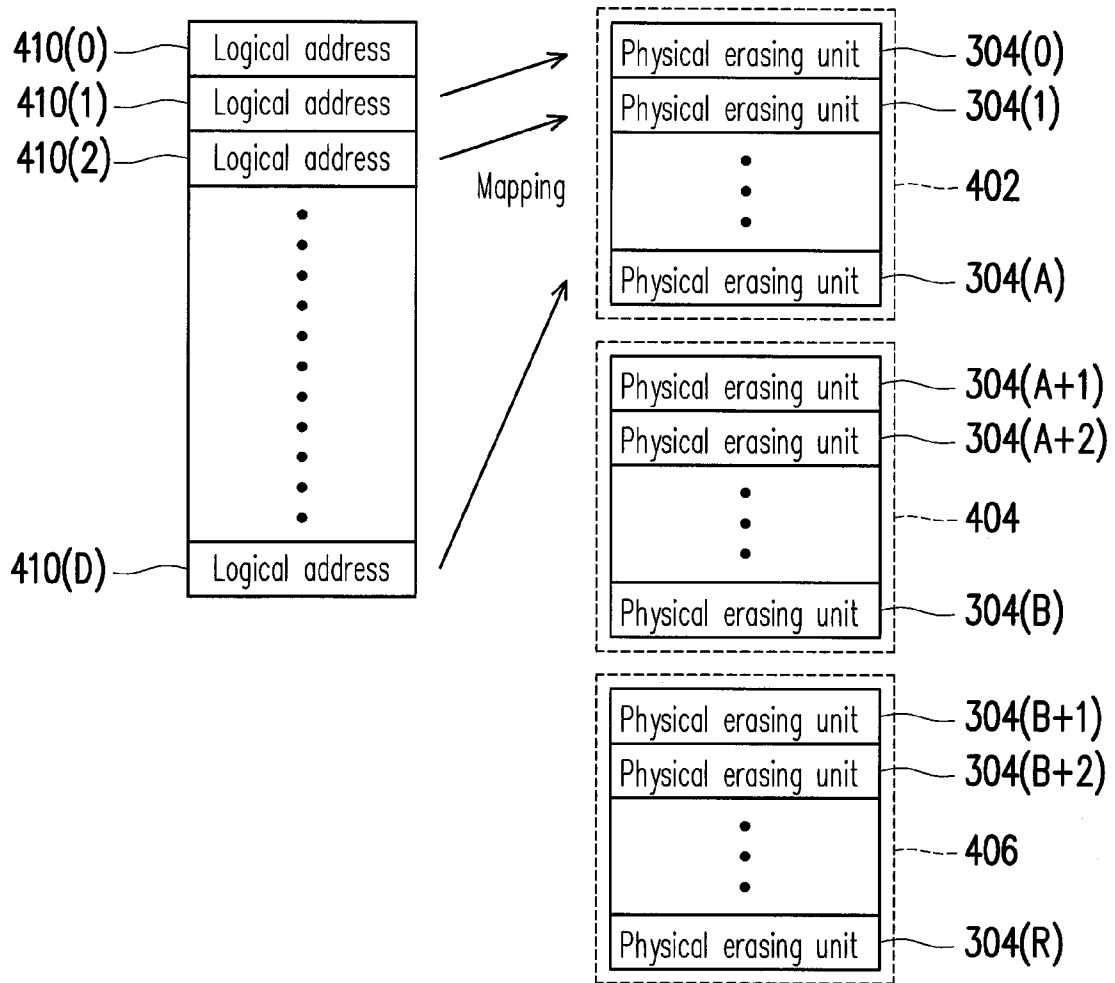 410(0) Logical address
410(1) Logical address
410(2) Logical address
410(D) Logical address
Mapping
Physical erasing unit 304(0)
Physical erasing unit 304(1)
402
Physical erasing unit 304(A)
Physical erasing unit 304(A+1)
Physical erasing unit 304(A+2)
404
Physical erasing unit 304(B)
Physical erasing unit 304(B+1)
Physical erasing unit 304(B+2)
406
Physical erasing unit 304(R)